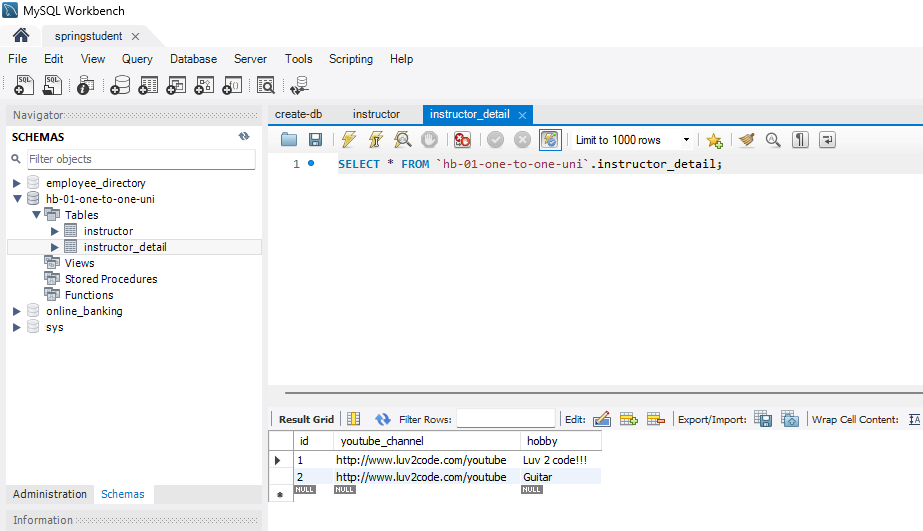 MySQL Workbench
springstudent
File Edit View Query Database Server Tools Scripting Help
Navigator
SCHEMAS
Filter objects
employee_directory
hb-01-one-to-one-uni
Tables
instructor
instructor_detail
Views
Stored Procedures
Functions
online_banking
sys
Administration Schemas
Information
create-db instructor instructor_detail
Limit to 1000 rows
1 SELECT * FROM `hb-01-one-to-one-uni`.instructor_detail;
Result Grid Filter Rows: Edit: Export/Import: Wrap Cell Content:
id youtube_channel hobby
1 http://www.luv2code.com/youtube Luv 2 code!!!
2 http://www.luv2code.com/youtube Guitar
NULL NULL NULL